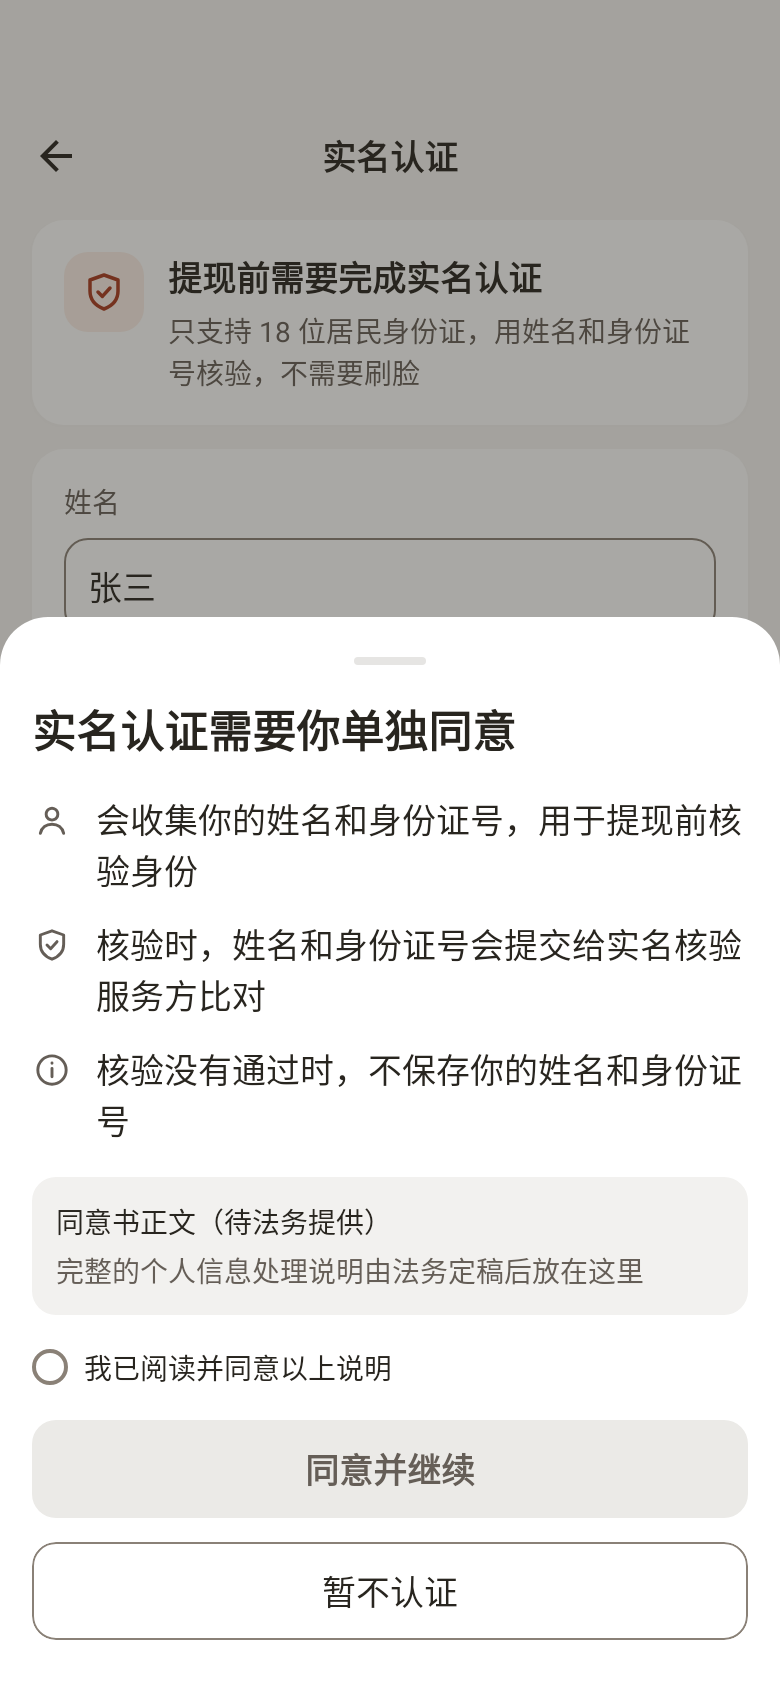 实名认证
提现前需要完成实名认证
只支持 18 位居民身份证，用姓名和身份证
号核验，不需要刷脸
姓名
张三
实名认证需要你单独同意
会收集你的姓名和身份证号，用于提现前核
验身份
核验时，姓名和身份证号会提交给实名核验
服务方比对
核验没有通过时，不保存你的姓名和身份证
号
同意书正文（待法务提供）
完整的个人信息处理说明由法务定稿后放在这里
我已阅读并同意以上说明
同意并继续
暂不认证